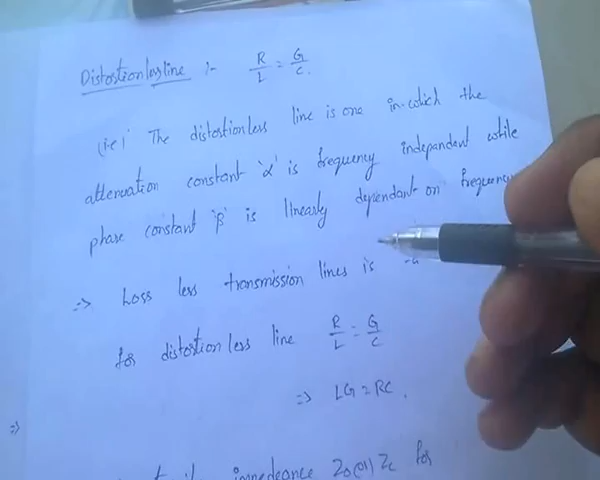 Distortionless line :- R/L = G/C.
(i.e) The distortionless line is one in-which the
attenuation constant 'α' is frequency independent while
phase constant 'β' is linearly dependant on frequency
=> Loss less transmission lines is
for distortionless line R/L = G/C
=> LG = RC.
=>
impedance Z₀(or) Zc for